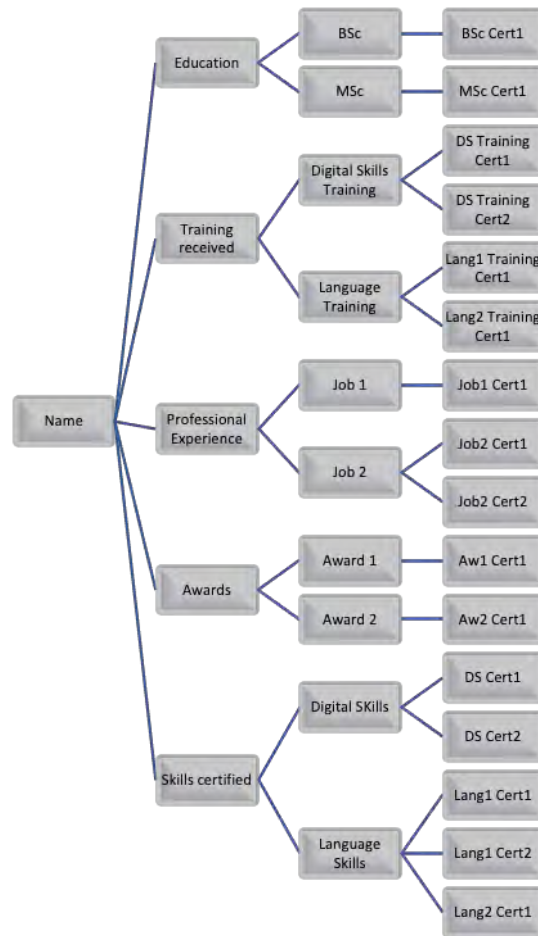 BSc
BSc Cert1
Education
MSc
MSc Cert1
DS Training
Cert1
Digital Skills
Training
DS Training
Cert2
Training
received
Lang1 Training
Cert1
Language
Training
Lang2 Training
Cert1
Name
Job 1
Job1 Cert1
Professional
Experience
Job2 Cert1
Job 2
Job2 Cert2
Award 1
Aw1 Cert1
Awards
Award 2
Aw2 Cert1
DS Cert1
Digital SKills
DS Cert2
Skills certified
Lang1 Cert1
Language
Skills
Lang1 Cert2
Lang2 Cert1